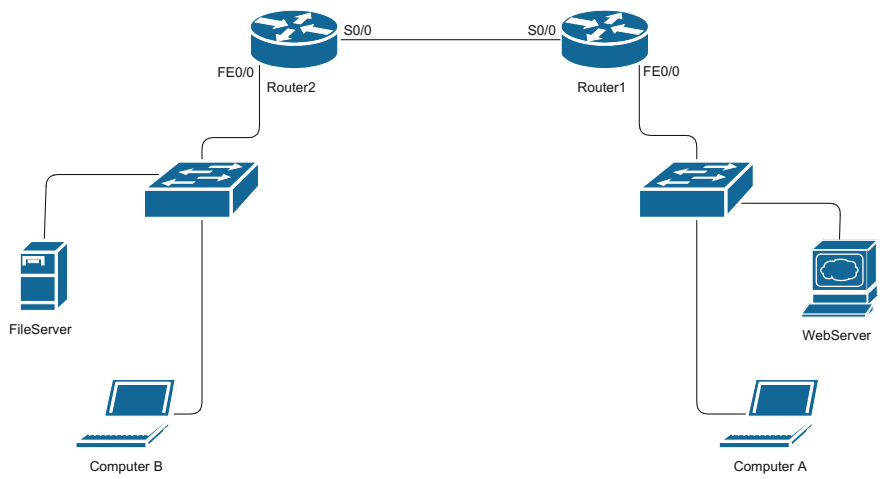 S0/0
S0/0
FE0/0
FE0/0
Router2
Router1
FileServer
WebServer
Computer B
Computer A